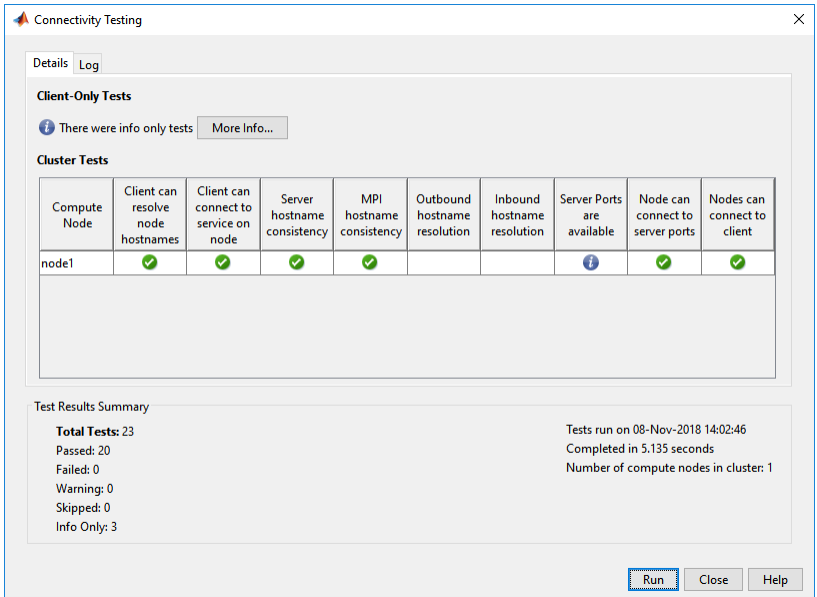 Connectivity Testing
Details
Log
Client-Only Tests
There were info only tests
More Info...
Cluster Tests
Compute
Node
Client can
resolve
node
hostnames
Client can
connect to
service on
node
Server
hostname
consistency
MPI
hostname
consistency
Outbound
hostname
resolution
Inbound
hostname
resolution
Server Ports
are
available
Node can
connect to
server ports
Nodes can
connect to
client
node1
Test Results Summary
Total Tests: 23
Passed: 20
Failed: 0
Warning: 0
Skipped: 0
Info Only: 3
Tests run on 08-Nov-2018 14:02:46
Completed in 5.135 seconds
Number of compute nodes in cluster: 1
Run
Close
Help